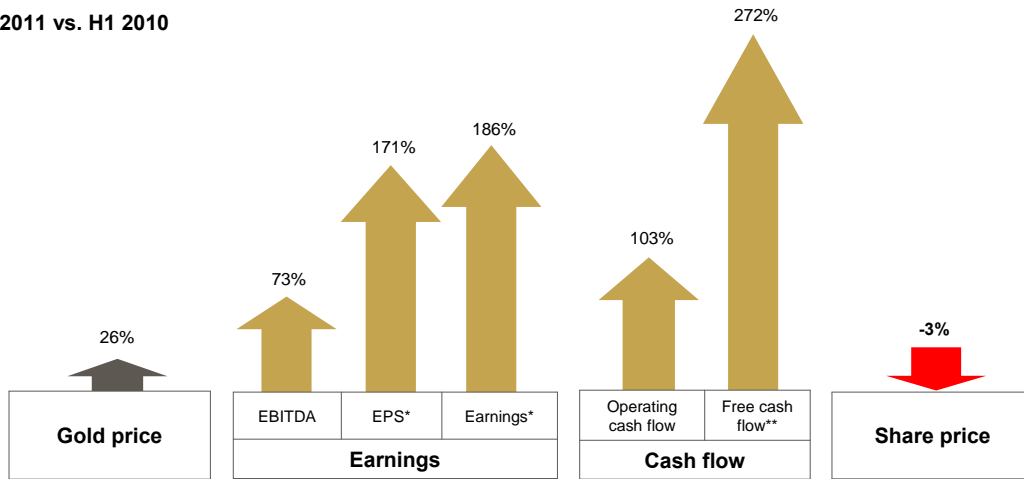 2011 vs. H1 2010
272%
186%
171%
103%
73%
26%
-3%
Gold price
EBITDA
EPS*
Earnings*
Earnings
Operating
cash flow
Free cash
flow**
Cash flow
Share price